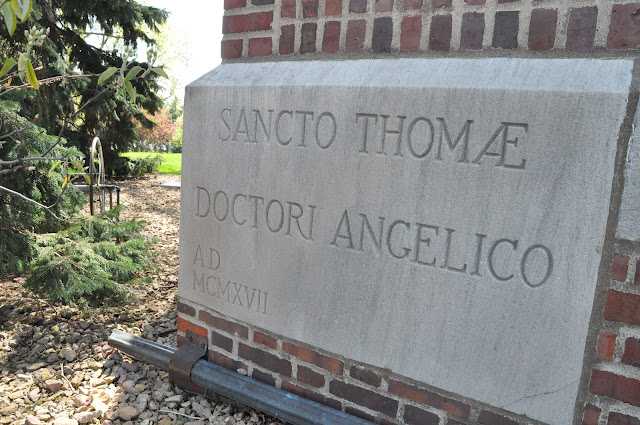 SANCTO THOMÆ
DOCTORI ANGELICO
A.D
MCMXVII